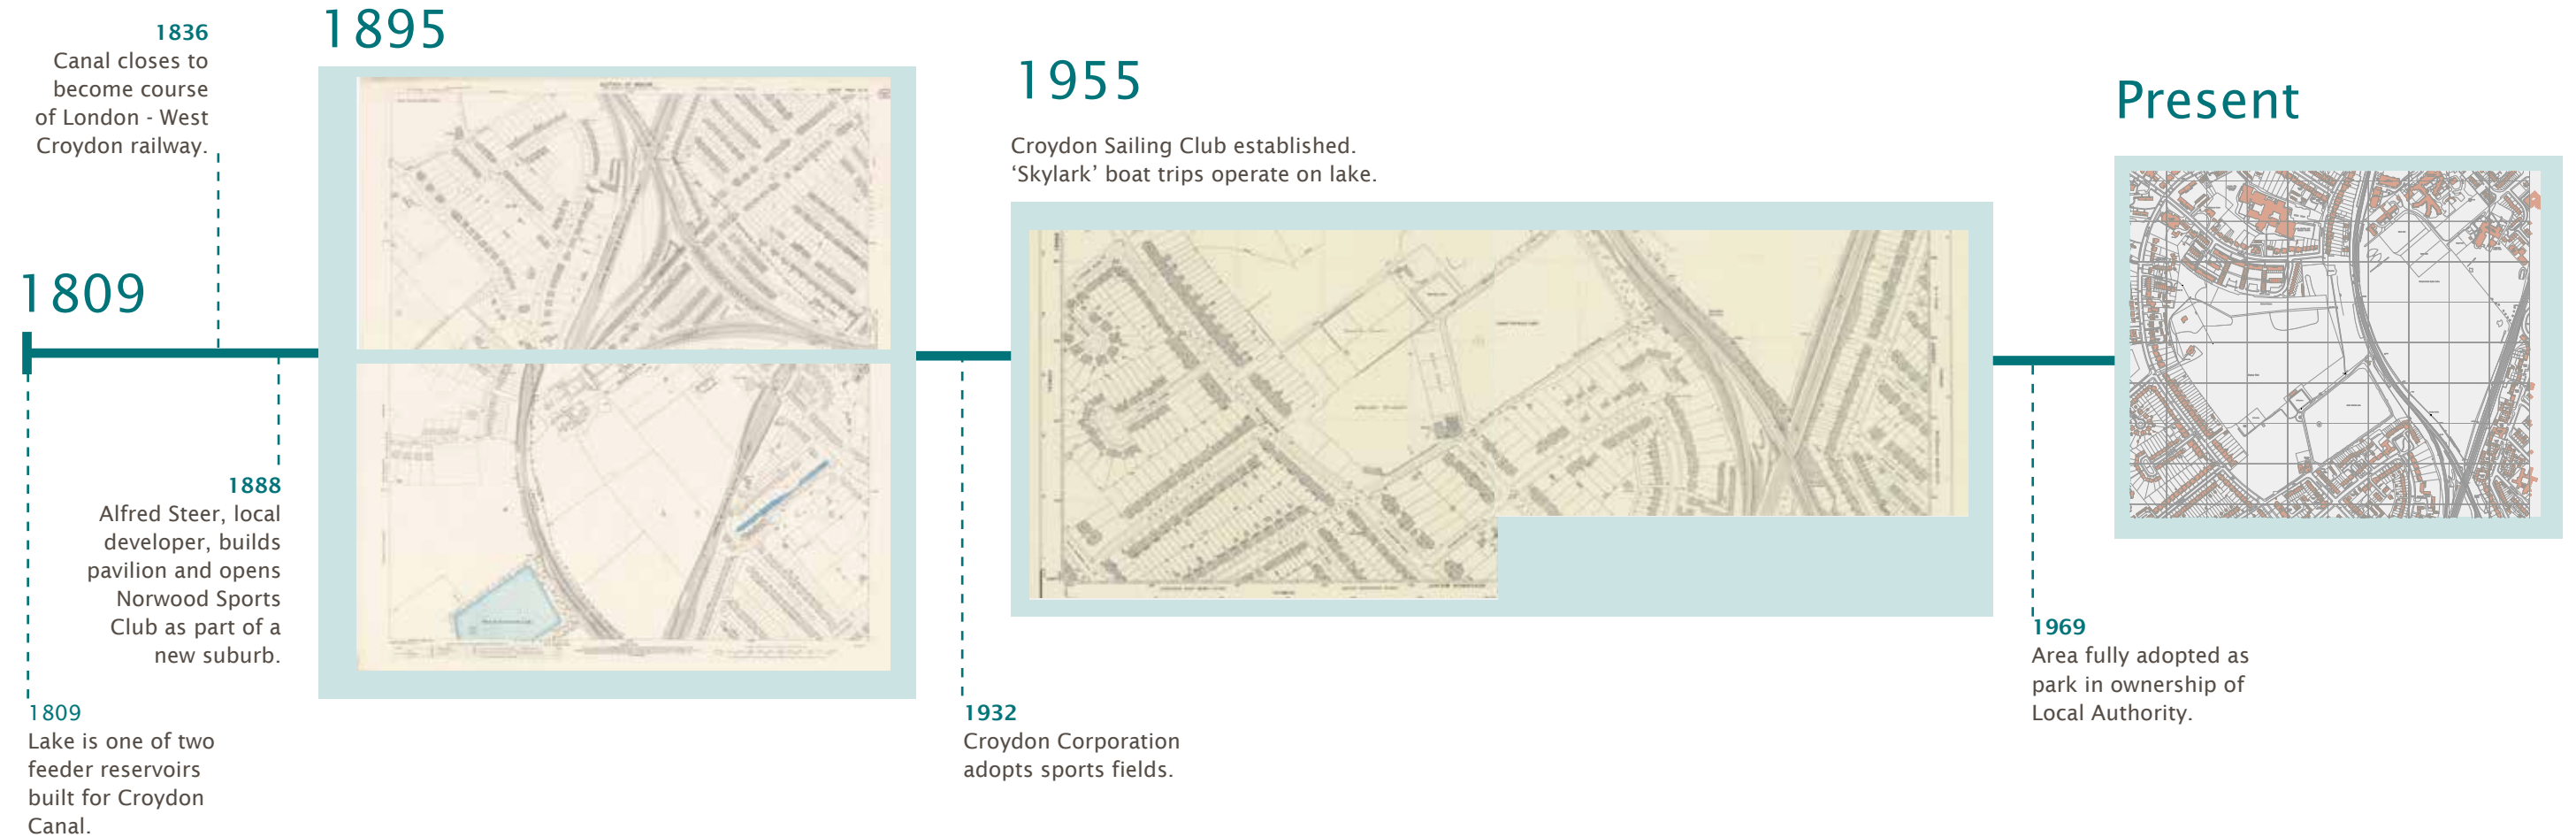 1836
Canal closes to
become course
of London - West
Croydon railway.
1809
1888
Alfred Steer, local
developer, builds
pavilion and opens
Norwood Sports
Club as part of a
new suburb.
1809
Lake is one of two
feeder reservoirs
built for Croydon
Canal.
1895
1932
Croydon Corporation
adopts sports fields.
1955
Croydon Sailing Club established.
‘Skylark’ boat trips operate on lake.
1969
Area fully adopted as
park in ownership of
Local Authority.
Present